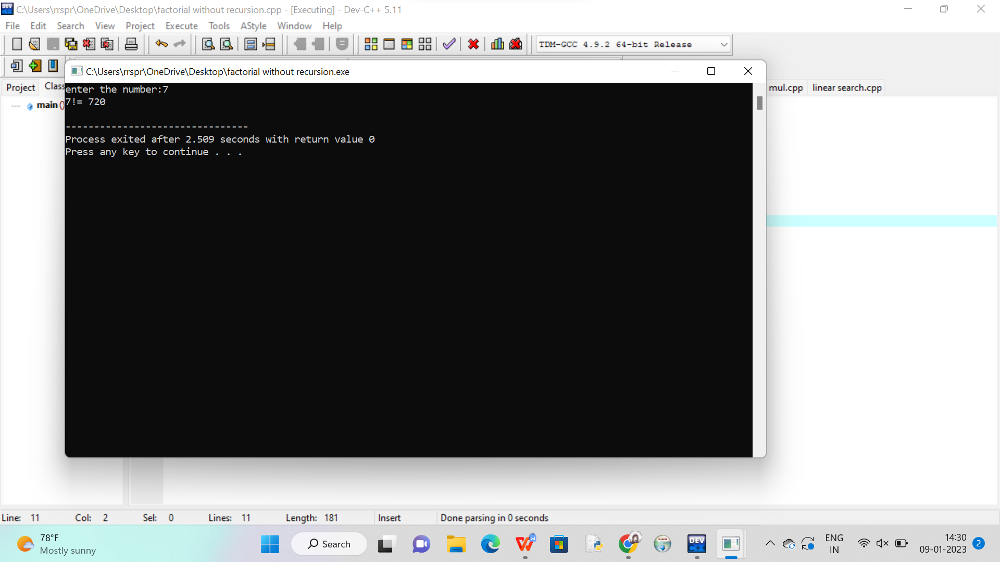 C:\Users\rrspr\OneDrive\Desktop\factorial without recursion.cpp - [Executing] - Dev-C++ 5.11
File Edit Search View Project Execute Tools AStyle Window Help
TDM-GCC 4.9.2 64-bit Release
C:\Users\rrspr\OneDrive\Desktop\factorial without recursion.exe
Project Class
mul.cpp linear search.cpp
main ()
enter the number:7
7!= 720
--------------------------------
Process exited after 2.509 seconds with return value 0
Press any key to continue . . .
Line: 11 Col: 2 Sel: 0 Lines: 11 Length: 181 Insert Done parsing in 0 seconds
78°F
Mostly sunny
Search
DEV
C++
ENG
IN
14:30
09-01-2023
2